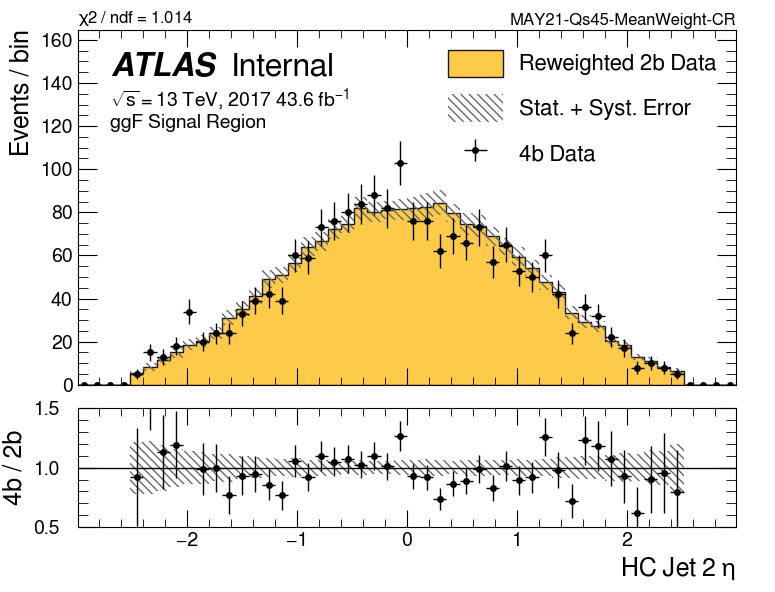 χ2 / ndf = 1.014
MAY21-Qs45-MeanWeight-CR
Events / bin
160
140
120
100
80
60
40
20
0
ATLAS Internal
√s = 13 TeV, 2017 43.6 fb−1
ggF Signal Region
Reweighted 2b Data
Stat. + Syst. Error
4b Data
4b / 2b
1.5
1.0
0.5
−2 −1 0 1 2
HC Jet 2 η